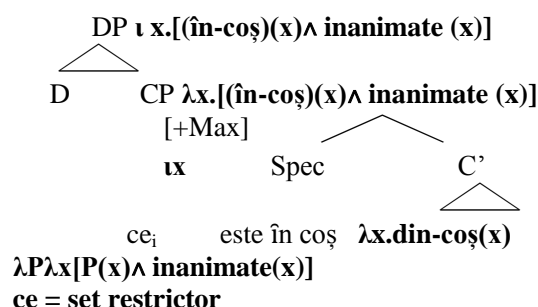 DP ι x.[(în-coş)(x)ʌ inanimate (x)]
D CP λx.[(în-coş)(x)ʌ inanimate (x)]
[+Max]
ιx Spec C’
ce_i este în coş λx.din-coş(x)
λPλx[P(x)ʌ inanimate(x)]
ce = set restrictor